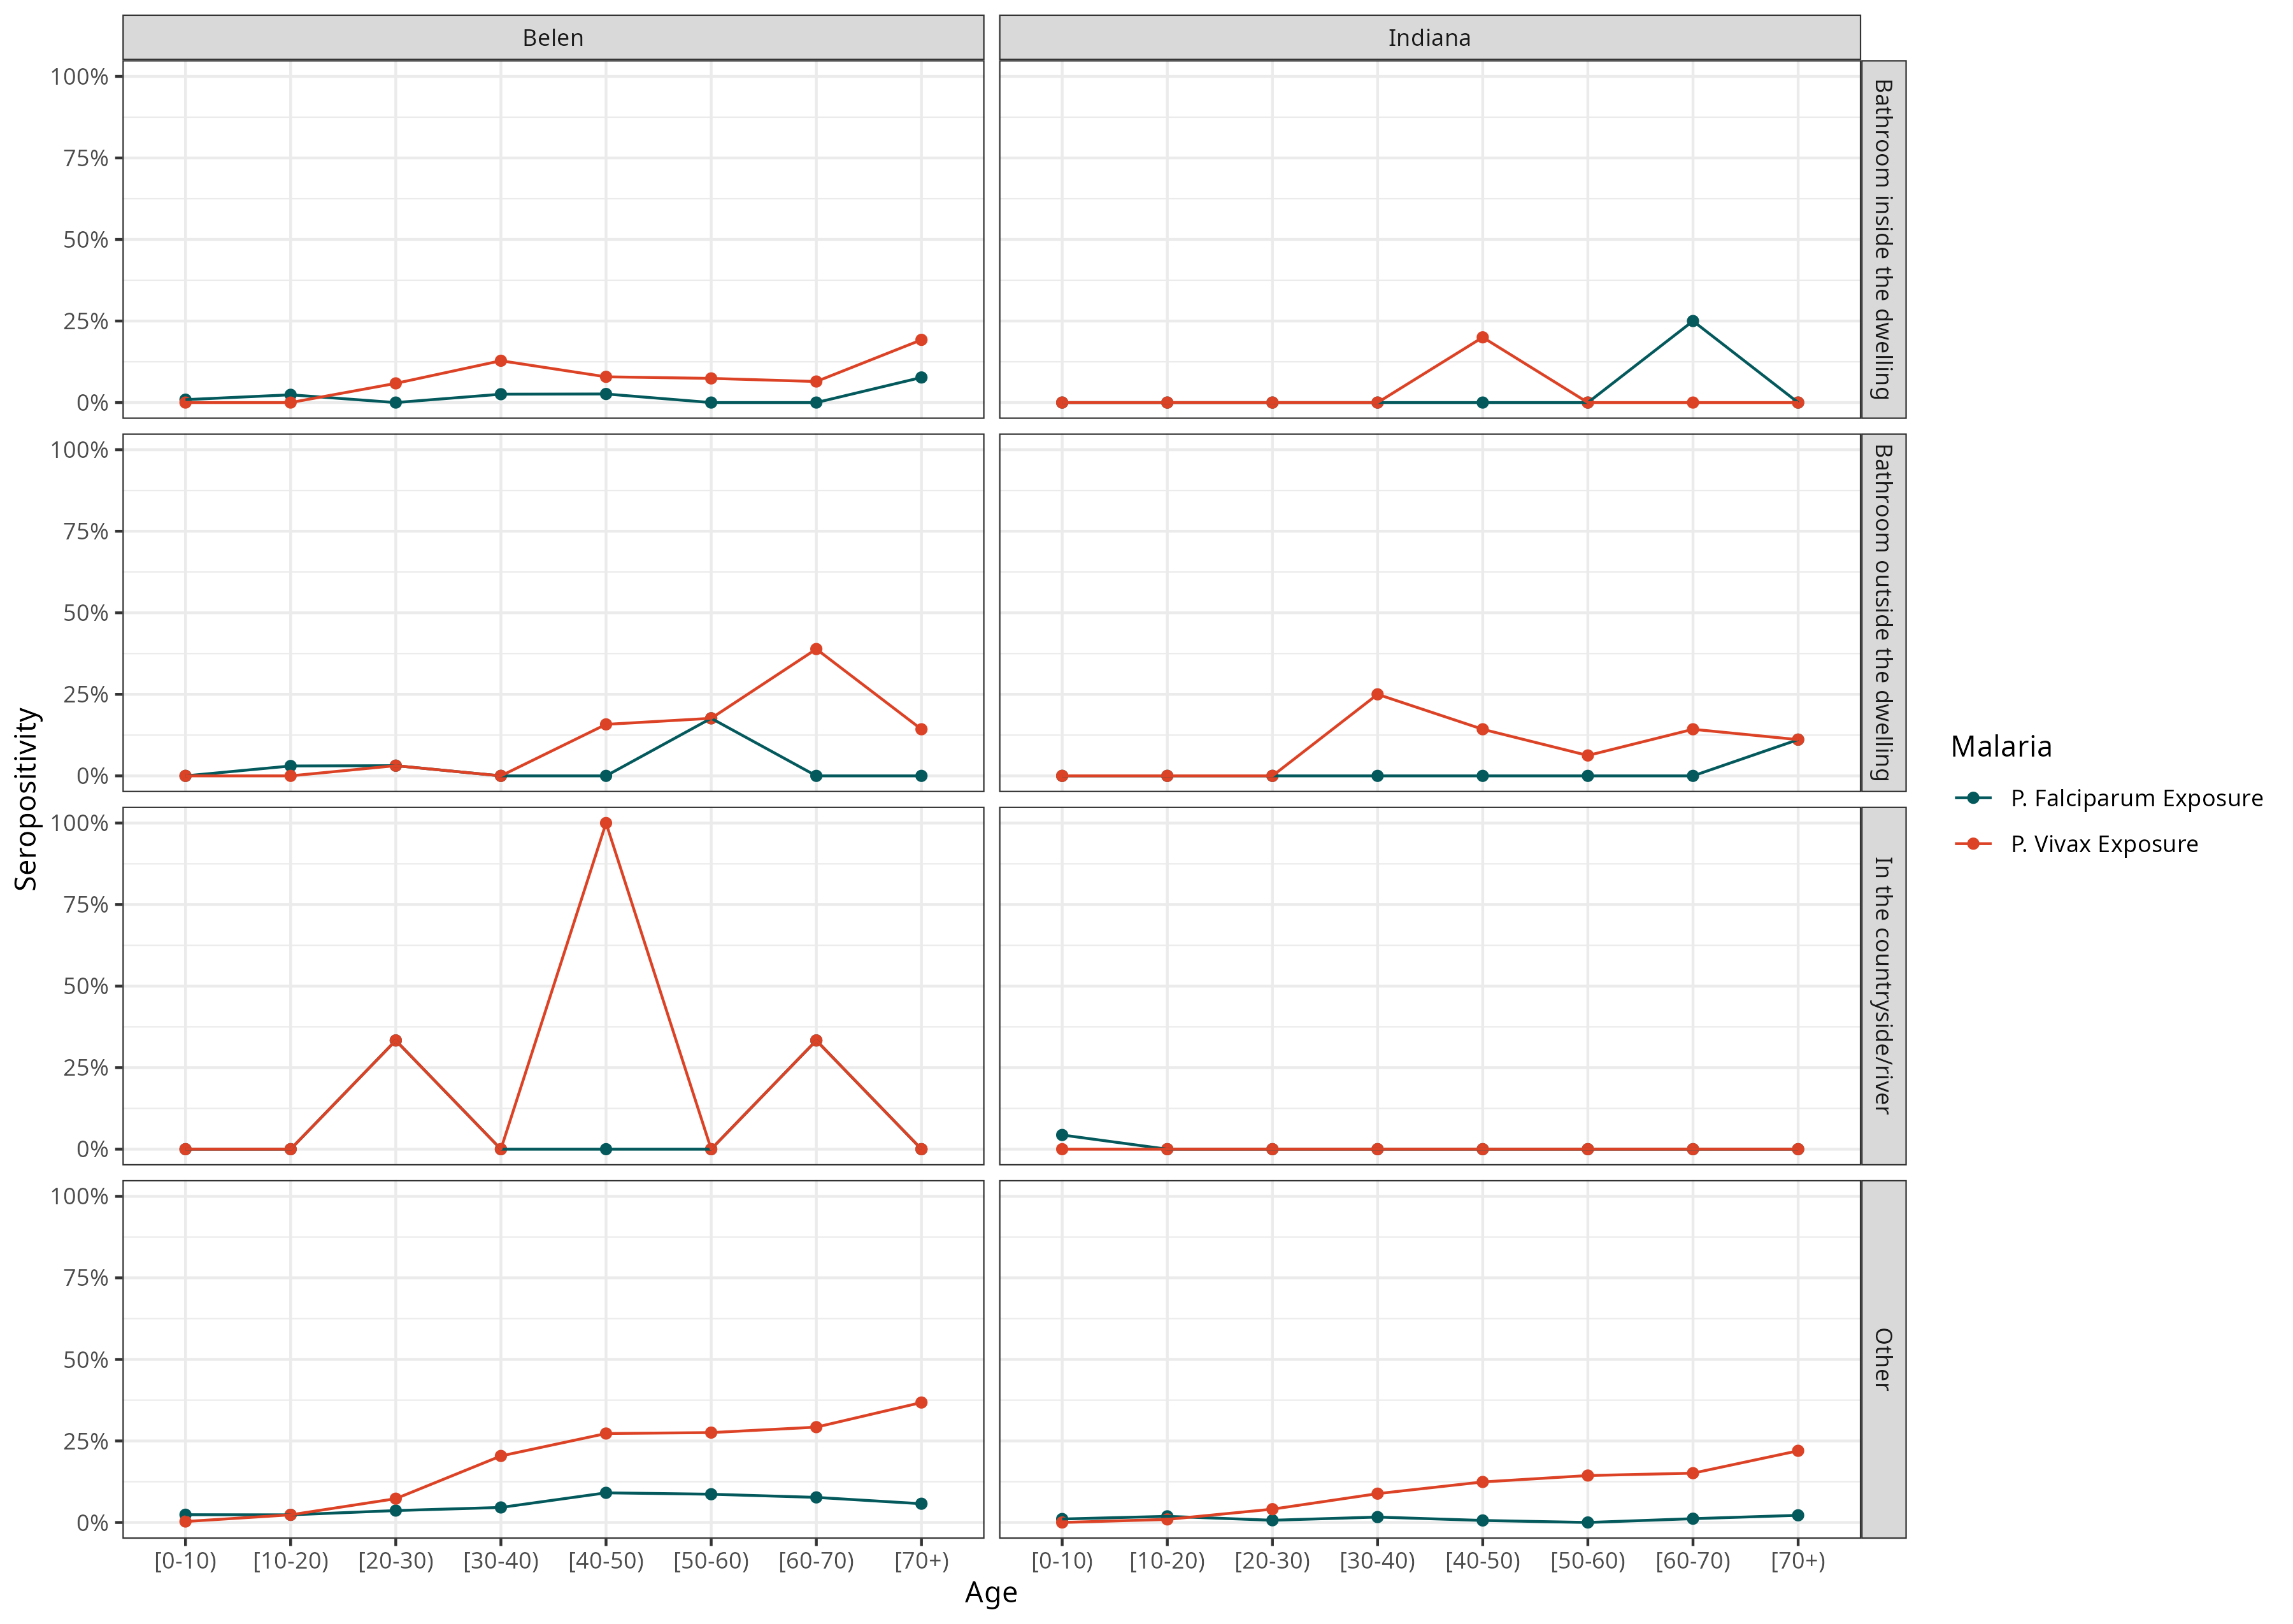 Belen
Indiana
100%
75%
50%
25%
0%
Bathroom inside the dwelling
100%
75%
50%
25%
0%
Bathroom outside the dwelling
100%
75%
50%
25%
0%
In the countryside/river
100%
75%
50%
25%
0%
Other
[0-10) [10-20) [20-30) [30-40) [40-50) [50-60) [60-70) [70+)
[0-10) [10-20) [20-30) [30-40) [40-50) [50-60) [60-70) [70+)
Age
Seropositivity
Malaria
P. Falciparum Exposure
P. Vivax Exposure